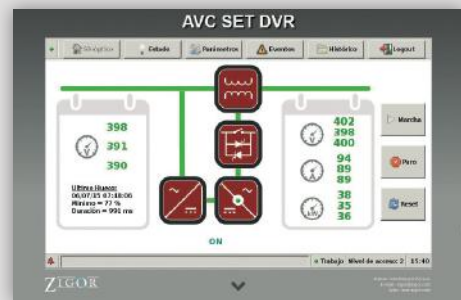 AVC SET DVR
Sinóptico Estado Parámetros Eventos Histórico Logout
398
391
390
V
Ultimo Hueco:
06/07/15 07:18:06
Mínimo = 77 %
Duración = 991 ms
402
398
400
V
94
89
89
A
38
35
36
kW
Marcha
Paro
Reset
ON
Trabajo Nivel de acceso: 2 15:40
ZIGOR